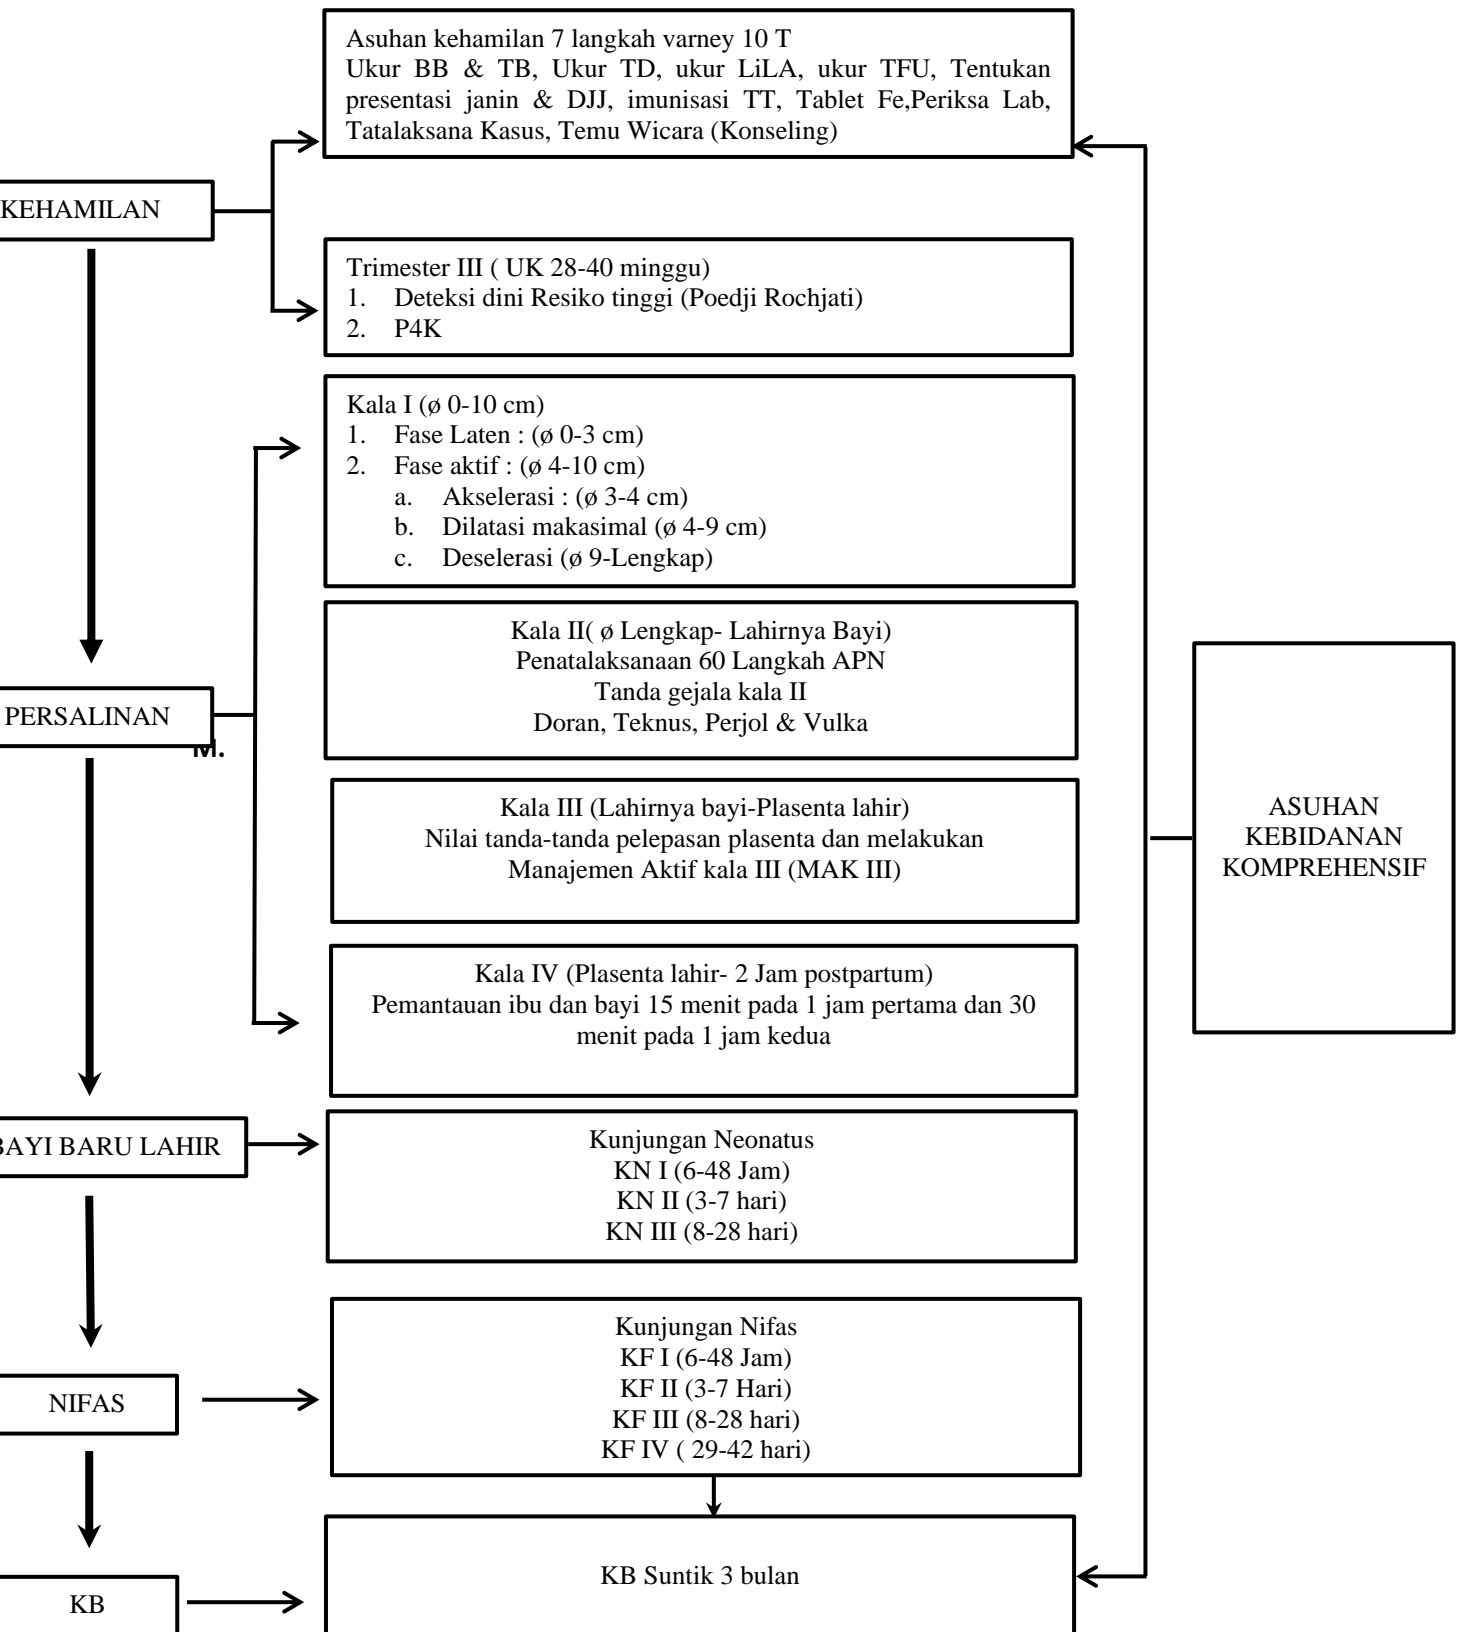 Asuhan kehamilan 7 langkah varney 10 T
Ukur BB & TB, Ukur TD, ukur LiLA, ukur TFU, Tentukan
presentasi janin & DJJ, imunisasi TT, Tablet Fe,Periksa Lab,
Tatalaksana Kasus, Temu Wicara (Konseling)
KEHAMILAN
Trimester III ( UK 28-40 minggu)
1. Deteksi dini Resiko tinggi (Poedji Rochjati)
2. P4K
Kala I (ø 0-10 cm)
1. Fase Laten : (ø 0-3 cm)
2. Fase aktif : (ø 4-10 cm)
a. Akselerasi : (ø 3-4 cm)
b. Dilatasi makasimal (ø 4-9 cm)
c. Deselerasi (ø 9-Lengkap)
Kala II( ø Lengkap- Lahirnya Bayi)
Penatalaksanaan 60 Langkah APN
Tanda gejala kala II
Doran, Teknus, Perjol & Vulka
PERSALINAN
M.
Kala III (Lahirnya bayi-Plasenta lahir)
Nilai tanda-tanda pelepasan plasenta dan melakukan
Manajemen Aktif kala III (MAK III)
ASUHAN
KEBIDANAN
KOMPREHENSIF
Kala IV (Plasenta lahir- 2 Jam postpartum)
Pemantauan ibu dan bayi 15 menit pada 1 jam pertama dan 30
menit pada 1 jam kedua
BAYI BARU LAHIR
Kunjungan Neonatus
KN I (6-48 Jam)
KN II (3-7 hari)
KN III (8-28 hari)
NIFAS
Kunjungan Nifas
KF I (6-48 Jam)
KF II (3-7 Hari)
KF III (8-28 hari)
KF IV ( 29-42 hari)
KB
KB Suntik 3 bulan